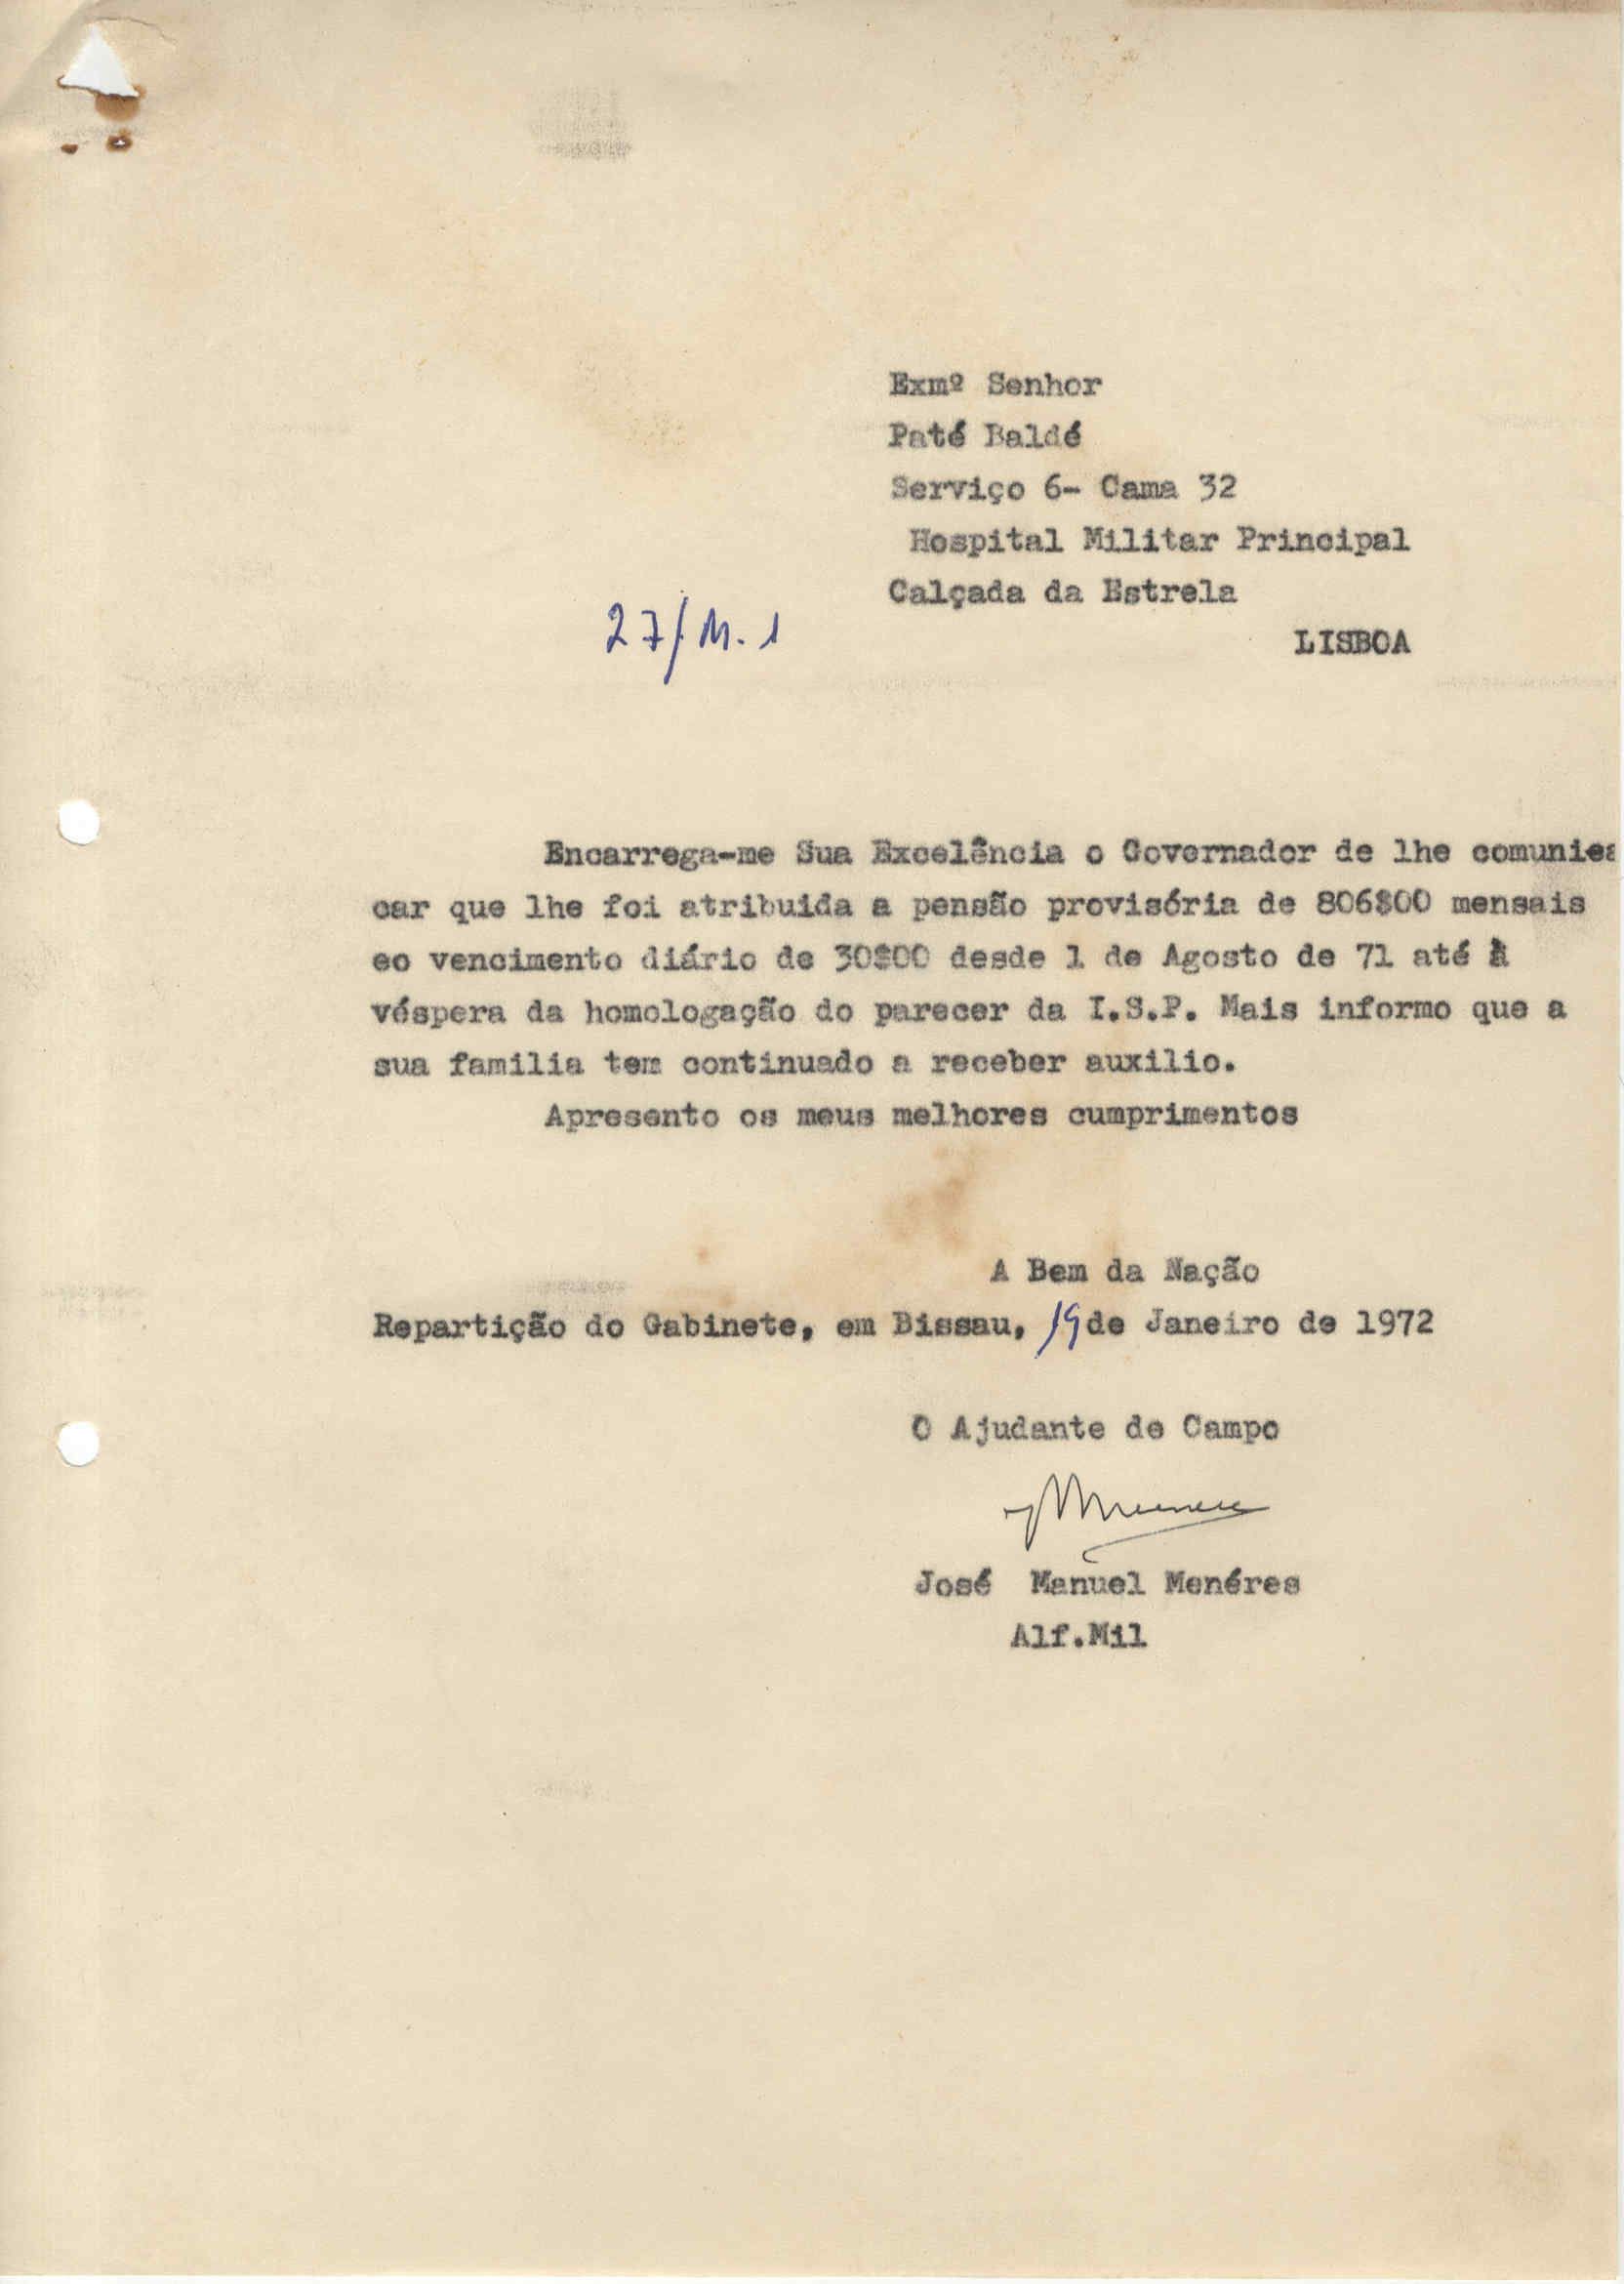 Exmº Senhor
Paté Baldé
Serviço 6- Cama 32
Hospital Militar Principal
Calçada da Estrela
27/M.1
LISBOA
Encarrega-me Sua Excelência o Governador de lhe comunica
car que lhe foi atribuida a pensão provisória de 806$00 mensais
eo vencimento diário de 30$00 desde 1 de Agosto de 71 até à
véspera da homologação do parecer da I.S.P. Mais informo que a
sua familia tem continuado a receber auxilio.
Apresento os meus melhores cumprimentos
A Bem da Nação
Repartição do Gabinete, em Bissau, 19 de Janeiro de 1972
O Ajudante de Campo
José Manuel Menéres
Alf.Mil